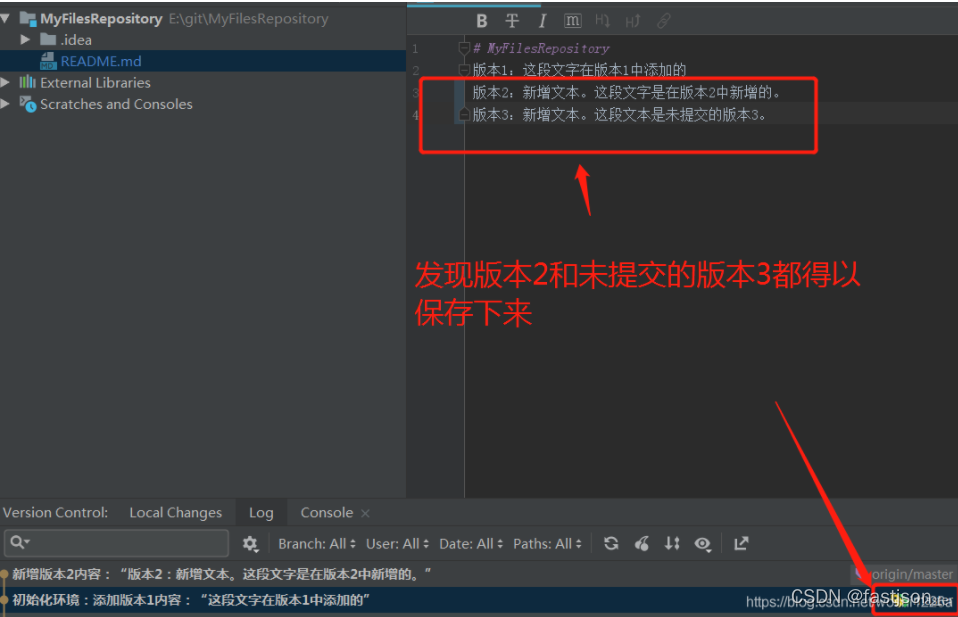 MyFilesRepository E:\git\MyFilesRepository
.idea
README.md
External Libraries
Scratches and Consoles
B T I m H H
1 # MyFilesRepository
2 版本1：这段文字在版本1中添加的
3 版本2：新增文本。这段文字是在版本2中新增的。
4 版本3：新增文本。这段文本是未提交的版本3。
发现版本2和未提交的版本3都得以
保存下来
Version Control: Local Changes Log Console
Branch: All User: All Date: All Paths: All
新增版本2内容：“版本2：新增文本。这段文字是在版本2中新增的。” origin/master
初始化环境：添加版本1内容：“这段文字在版本1中添加的”
CSDN @fastjson_
https://blog.csdn.net